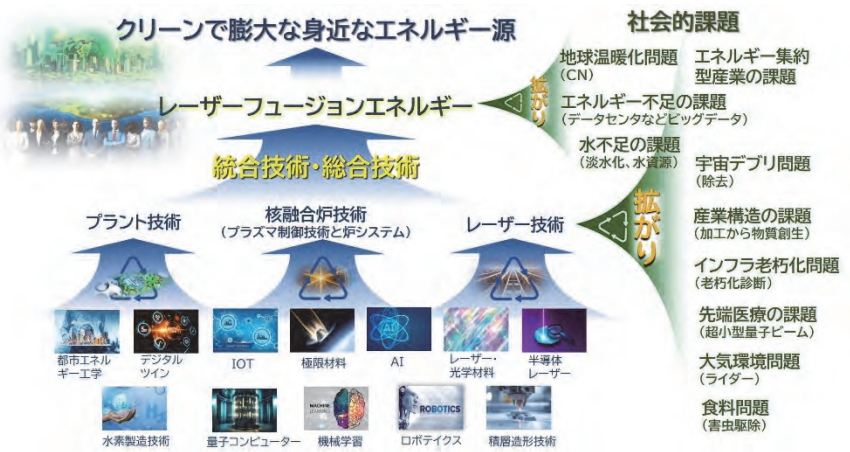 クリーンで膨大な身近なエネルギー源
社会的課題
地球温暖化問題
(CN)
エネルギー集約
型産業の課題
レーザーフュージョンエネルギー
拡がり
エネルギー不足の課題
(データセンタなどビッグデータ)
水不足の課題
(淡水化、水資源)
宇宙デブリ問題
(除去)
統合技術・総合技術
プラント技術
核融合炉技術
(プラズマ制御技術と炉システム)
レーザー技術
拡がり
産業構造の課題
(加工から物質創生)
インフラ老朽化問題
(老朽化診断)
先端医療の課題
(超小型量子ビーム)
大気環境問題
(ライダー)
食料問題
(害虫駆除)
AI
都市エネル
ギー工学
デジタル
ツイン
IOT
極限材料
AI
レーザー・
光学材料
半導体
レーザー
H₂
MACHINE
LEARNING
ROBOTICS
水素製造技術
量子コンピューター
機械学習
ロボテイクス
積層造形技術